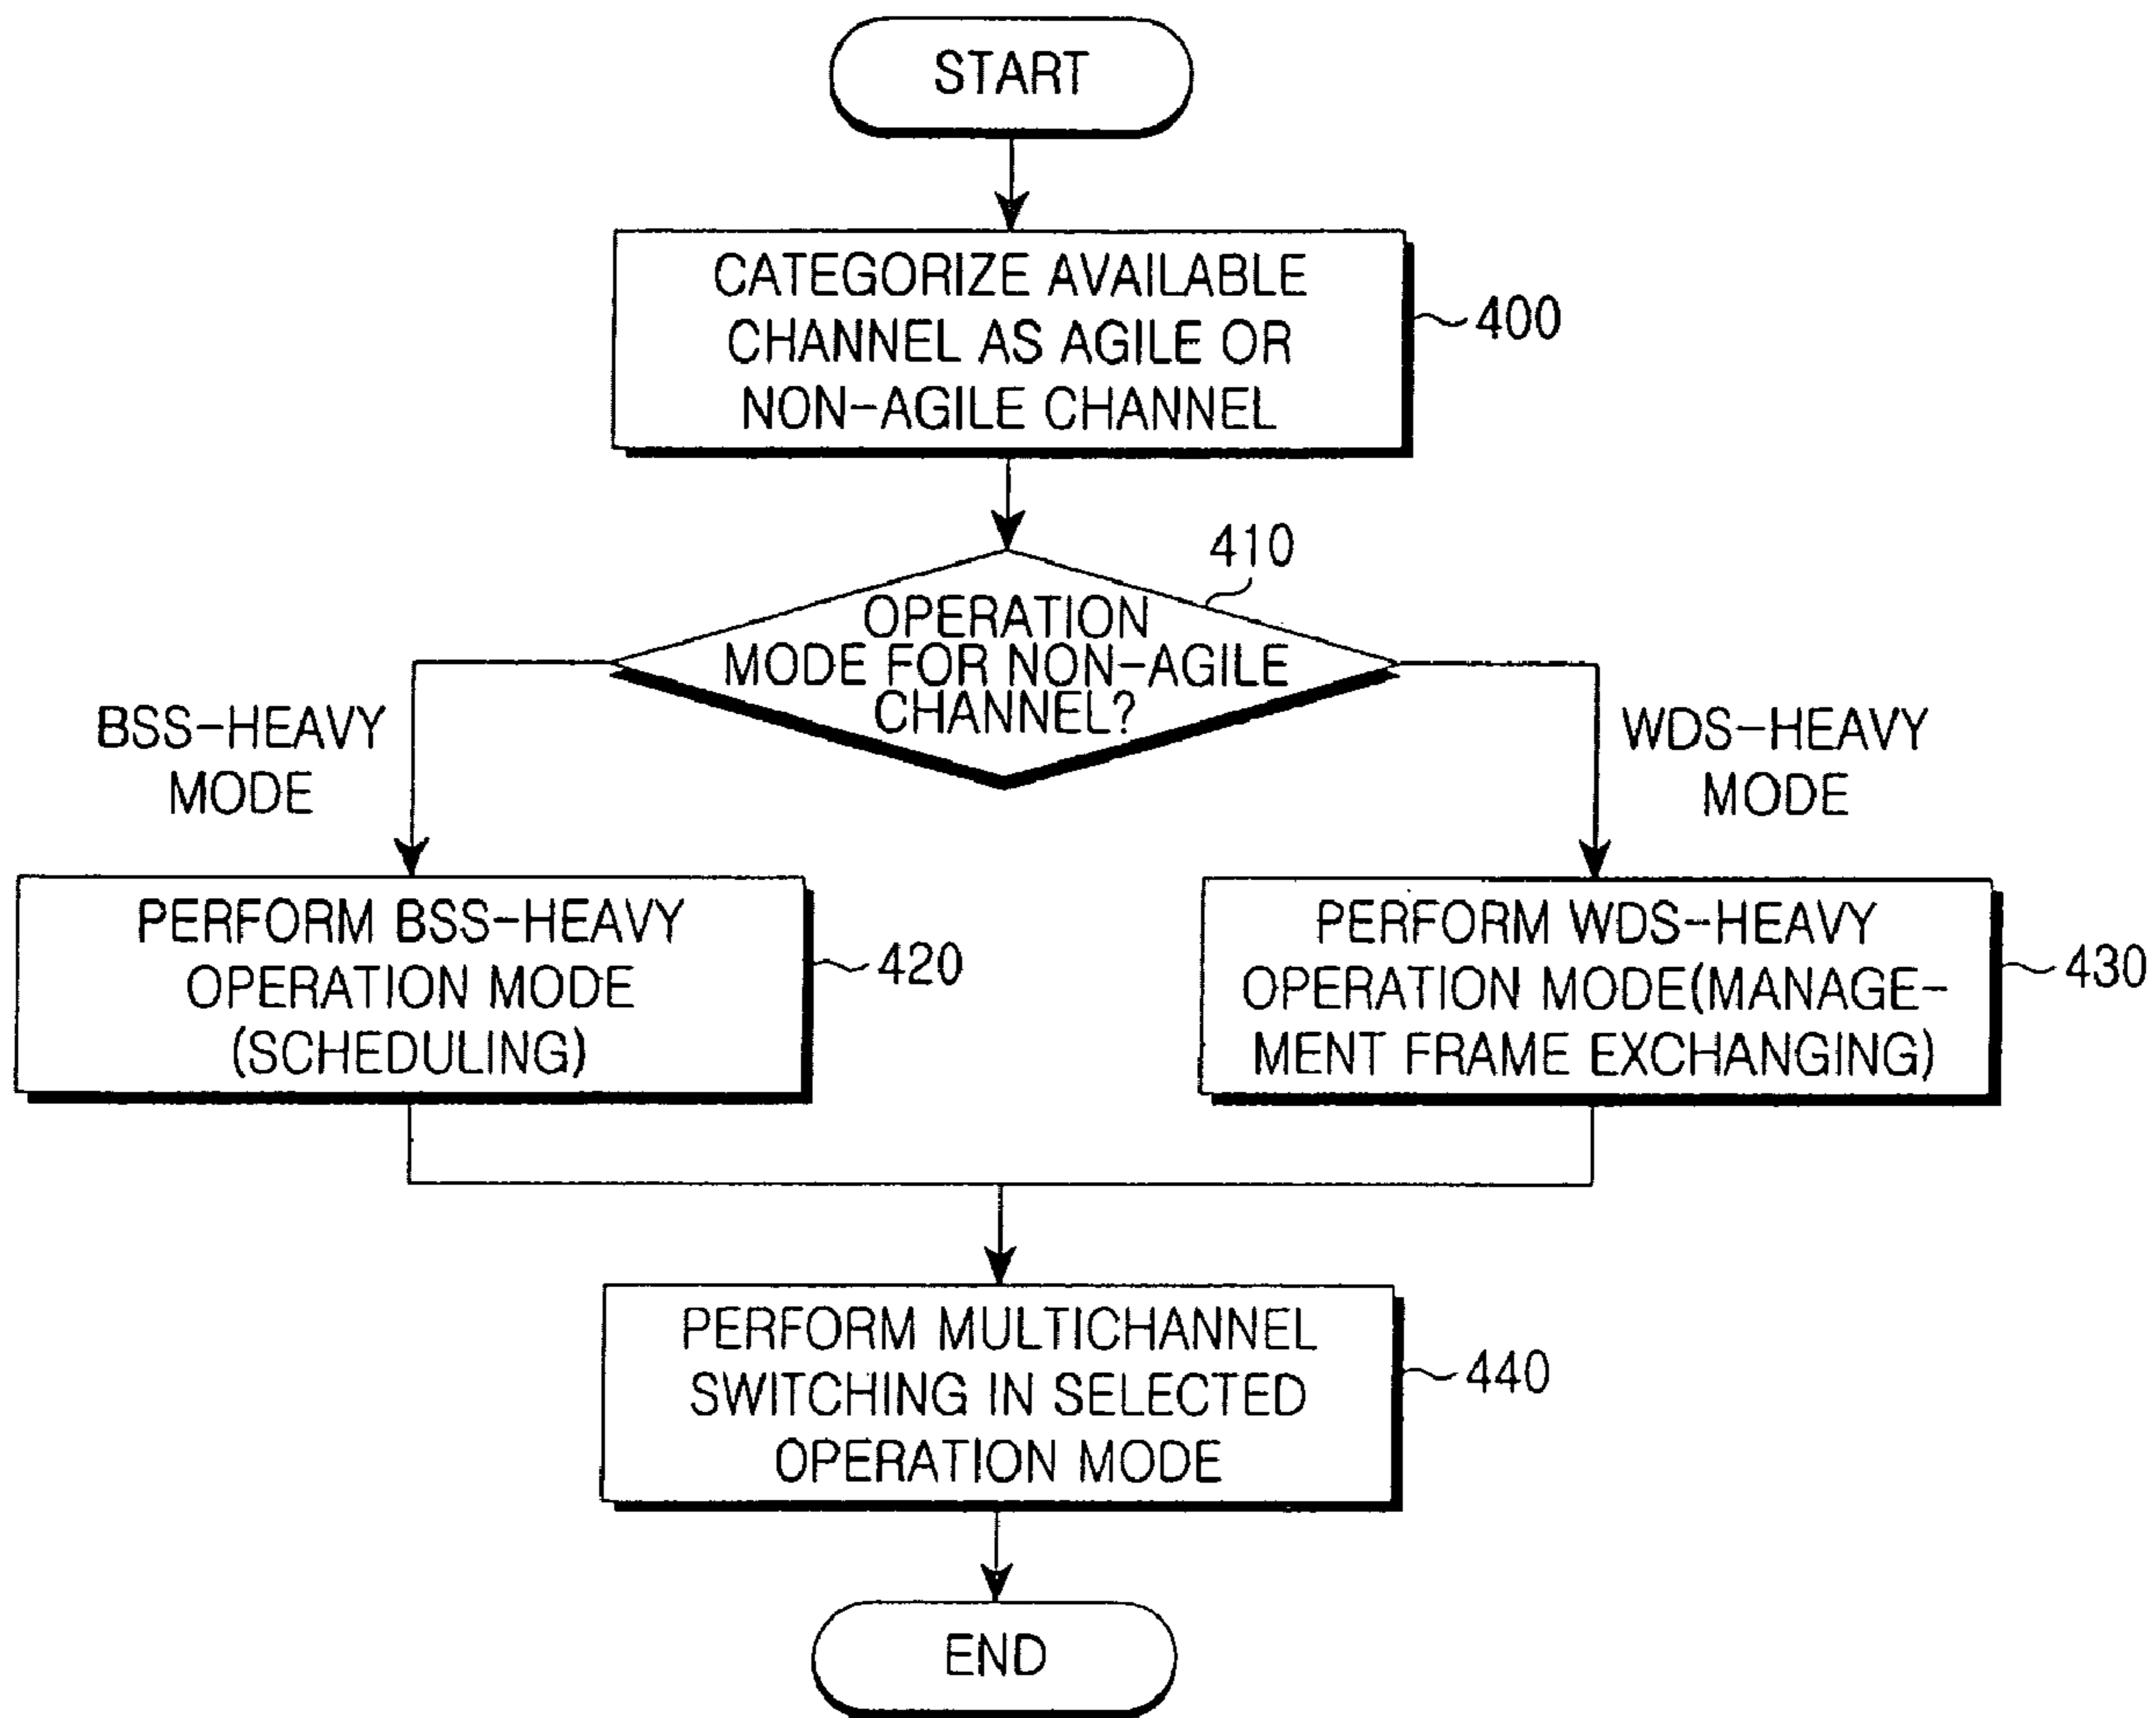 START
CATEGORIZE AVAILABLE
CHANNEL AS AGILE OR
NON-AGILE CHANNEL
400
410
OPERATION
MODE FOR NON-AGILE
CHANNEL?
BSS-HEAVY
MODE
WDS-HEAVY
MODE
PERFORM BSS-HEAVY
OPERATION MODE
(SCHEDULING)
420
PERFORM WDS-HEAVY
OPERATION MODE(MANAGE-
MENT FRAME EXCHANGING)
430
PERFORM MULTICHANNEL
SWITCHING IN SELECTED
OPERATION MODE
440
END